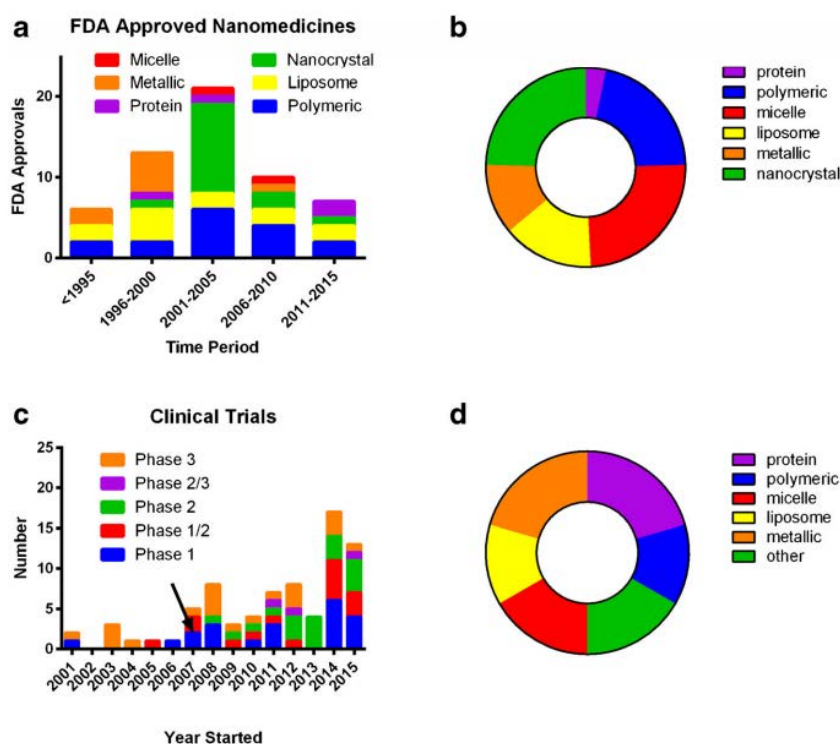 a
FDA Approved Nanomedicines
Micelle
Metallic
Protein
Nanocrystal
Liposome
Polymeric
FDA Approvals
20
10
0
<1995
1996-2000
2001-2005
2006-2010
2011-2015
Time Period
b
protein
polymeric
micelle
liposome
metallic
nanocrystal
c
Clinical Trials
Phase 3
Phase 2/3
Phase 2
Phase 1/2
Phase 1
Number
25
20
15
10
5
0
2001
2002
2003
2004
2005
2006
2007
2008
2009
2010
2011
2012
2013
2014
2015
Year Started
d
protein
polymeric
micelle
liposome
metallic
other